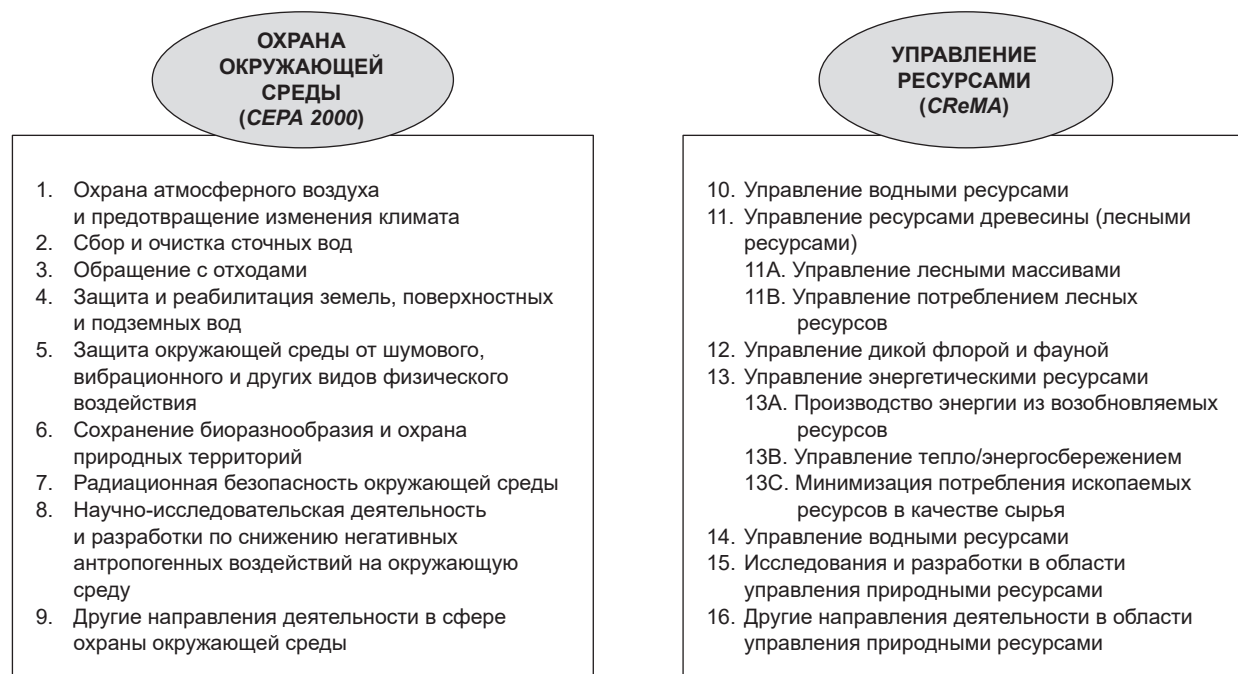 ОХРАНА
ОКРУЖАЮЩЕЙ
СРЕДЫ
(CEPA 2000)
1. Охрана атмосферного воздуха
и предотвращение изменения климата
2. Сбор и очистка сточных вод
3. Обращение с отходами
4. Защита и реабилитация земель, поверхностных
и подземных вод
5. Защита окружающей среды от шумового,
вибрационного и других видов физического
воздействия
6. Сохранение биоразнообразия и охрана
природных территорий
7. Радиационная безопасность окружающей среды
8. Научно-исследовательская деятельность
и разработки по снижению негативных
антропогенных воздействий на окружающую
среду
9. Другие направления деятельности в сфере
охраны окружающей среды
УПРАВЛЕНИЕ
РЕСУРСАМИ
(CReMA)
10. Управление водными ресурсами
11. Управление ресурсами древесины (лесными
ресурсами)
11A. Управление лесными массивами
11B. Управление потреблением лесных
ресурсов
12. Управление дикой флорой и фауной
13. Управление энергетическими ресурсами
13A. Производство энергии из возобновляемых
ресурсов
13B. Управление тепло/энергосбережением
13C. Минимизация потребления ископаемых
ресурсов в качестве сырья
14. Управление водными ресурсами
15. Исследования и разработки в области
управления природными ресурсами
16. Другие направления деятельности в области
управления природными ресурсами